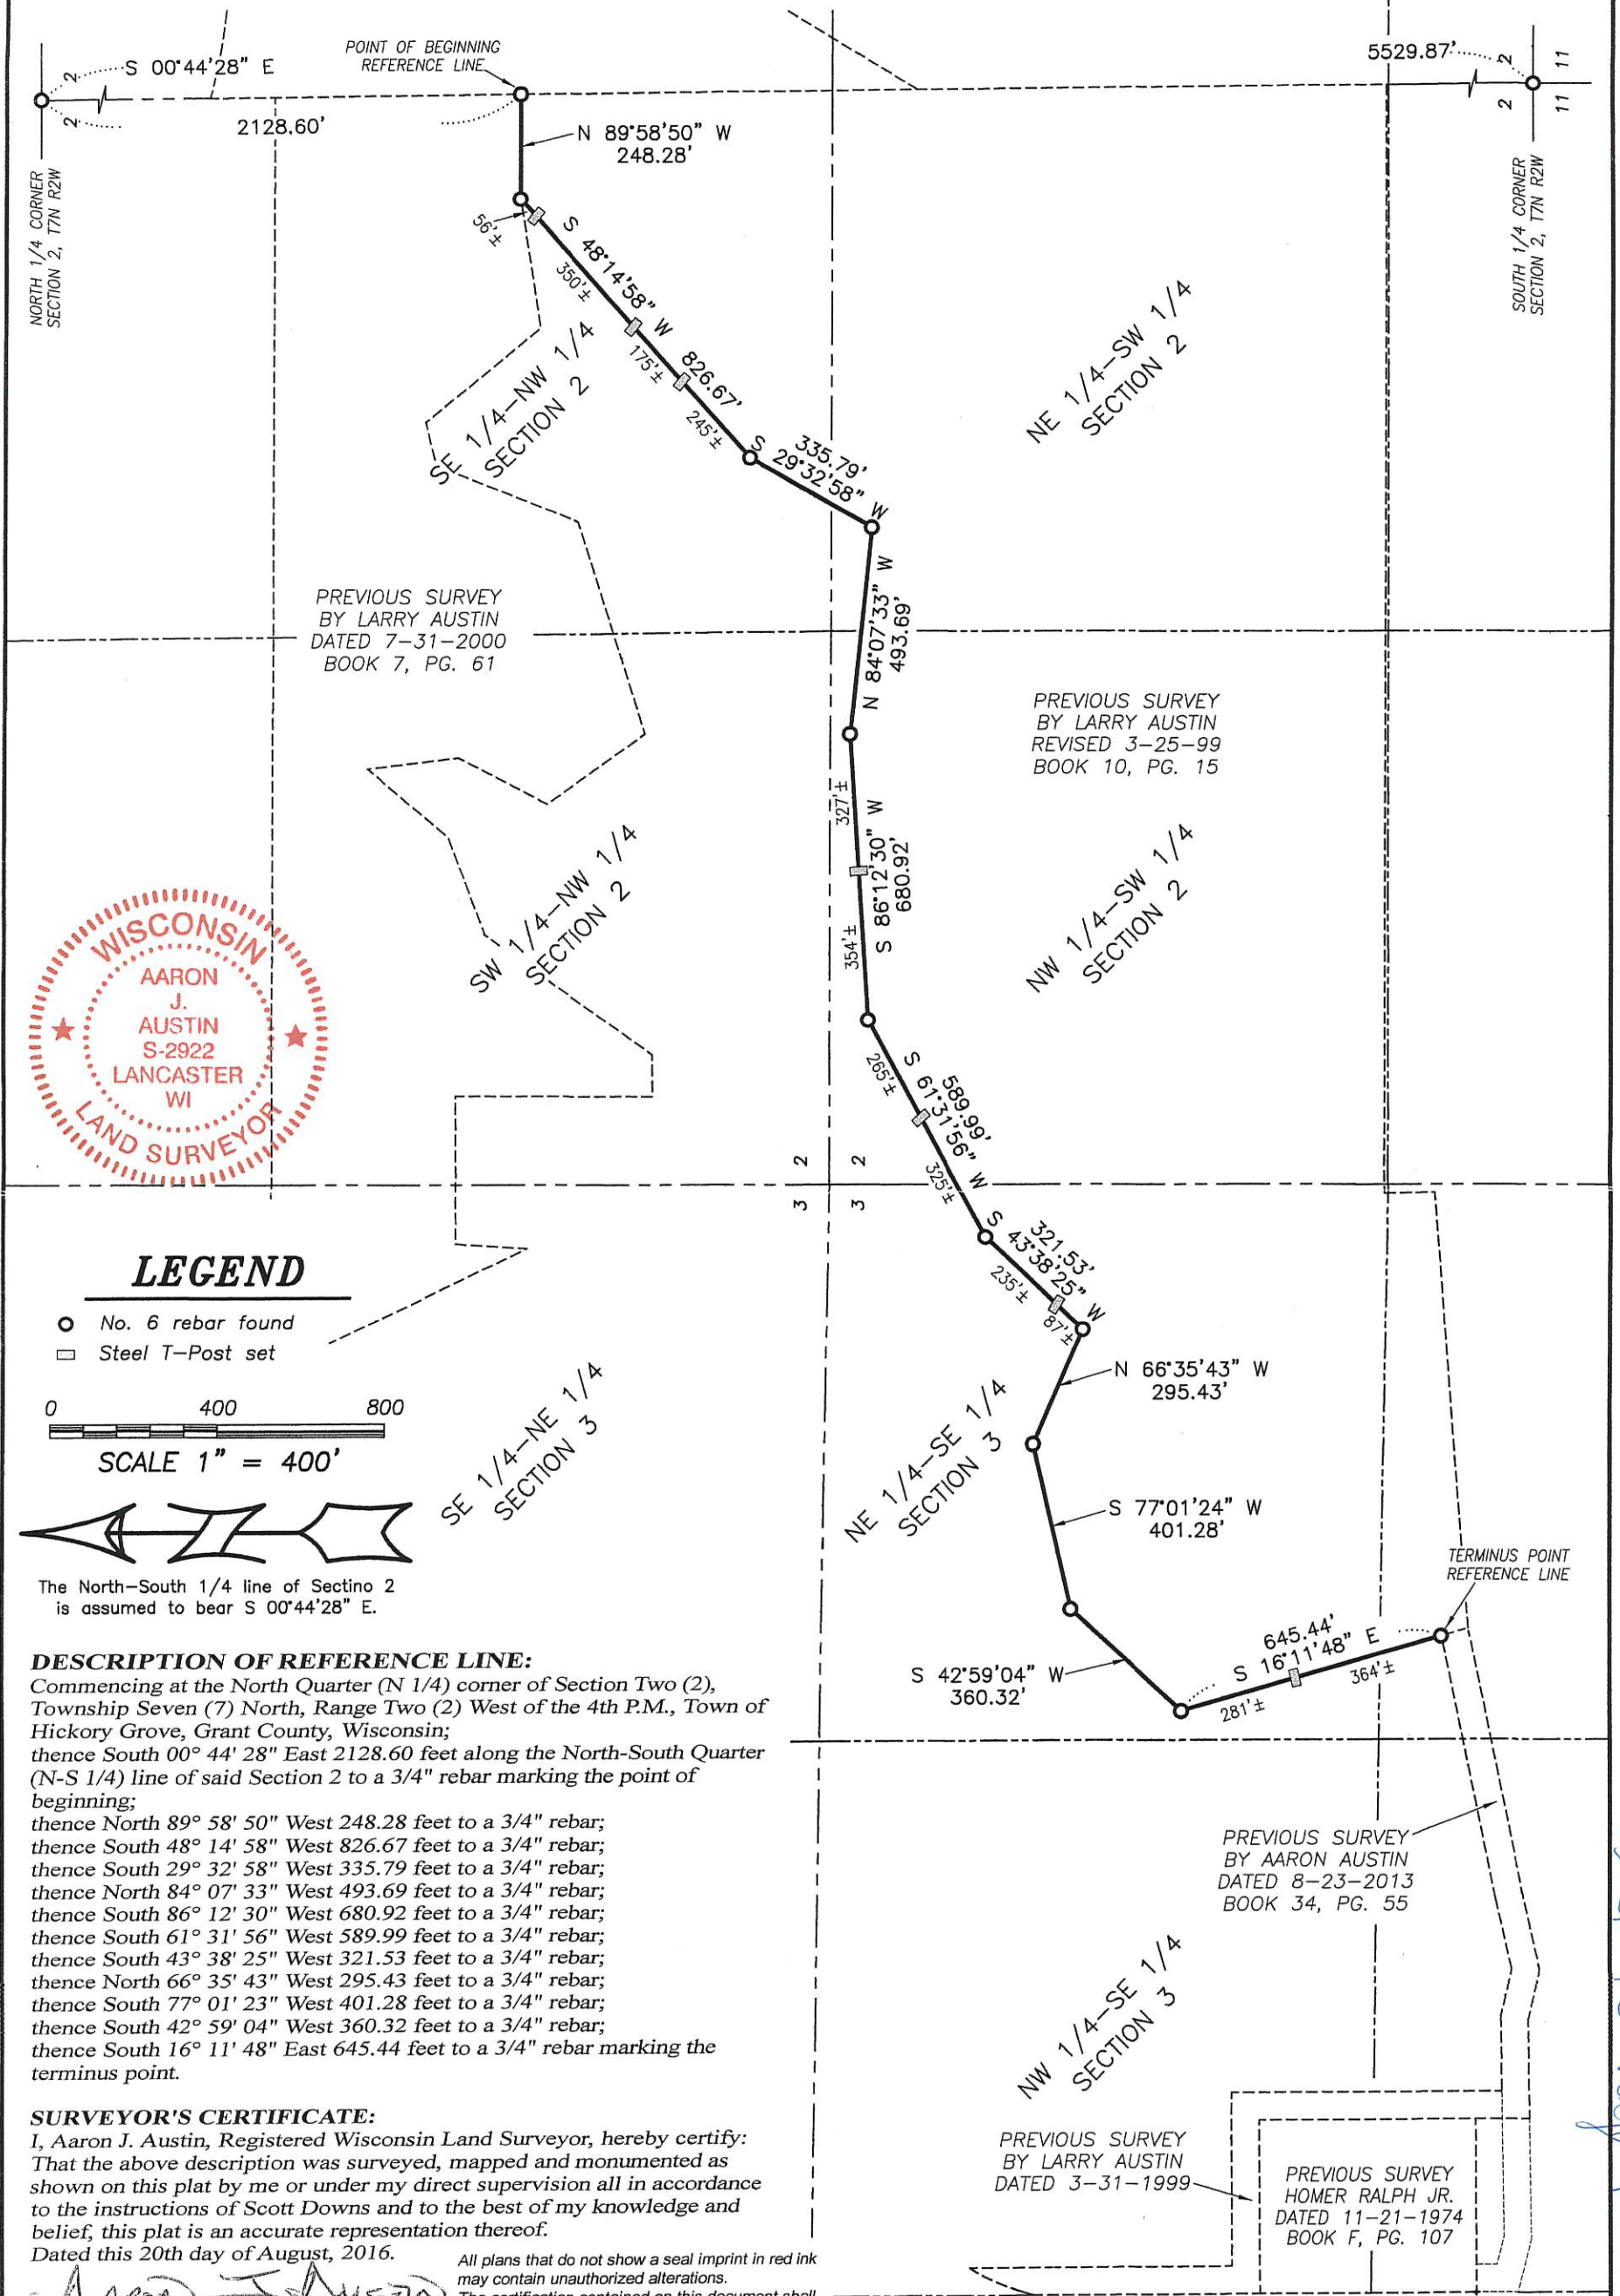 POINT OF BEGINNING
REFERENCE LINE
S 00°44'28" E
5529.87'
2
2
2
2
11
11
2128.60'
NORTH 1/4 CORNER
SECTION 2, T7N R2W
SOUTH 1/4 CORNER
SECTION 2, T7N R2W
N 89°58'50" W
248.28'
56'±
S 48°14'58" W 826.67'
350'±
175'±
245'±
SE 1/4-NW 1/4
SECTION 2
NE 1/4-SW 1/4
SECTION 2
335.79'
S 29°32'58" W
N 84°07'33" W
493.69'
PREVIOUS SURVEY
BY LARRY AUSTIN
DATED 7-31-2000
BOOK 7, PG. 61
PREVIOUS SURVEY
BY LARRY AUSTIN
REVISED 3-25-99
BOOK 10, PG. 15
327'±
S 86°12'30" W
680.92'
354'±
SW 1/4-NW 1/4
SECTION 2
NW 1/4-SW 1/4
SECTION 2
WISCONSIN
AARON
J.
AUSTIN
S-2922
LANCASTER
WI
LAND SURVEYOR
589.99'
S 61°31'56" W
265'±
325'±
2
2
3
3
321.53'
S 43°38'25" W
235'±
87'±
LEGEND
No. 6 rebar found
Steel T-Post set
0 400 800
SCALE 1" = 400'
N 66°35'43" W
295.43'
SE 1/4-NE 1/4
SECTION 3
NE 1/4-SE 1/4
SECTION 3
S 77°01'24" W
401.28'
The North-South 1/4 line of Sectino 2
is assumed to bear S 00°44'28" E.
TERMINUS POINT
REFERENCE LINE
S 42°59'04" W
360.32'
645.44'
S 16°11'48" E
281'±
364'±
DESCRIPTION OF REFERENCE LINE:
Commencing at the North Quarter (N 1/4) corner of Section Two (2),
Township Seven (7) North, Range Two (2) West of the 4th P.M., Town of
Hickory Grove, Grant County, Wisconsin;
thence South 00° 44' 28" East 2128.60 feet along the North-South Quarter
(N-S 1/4) line of said Section 2 to a 3/4" rebar marking the point of
beginning;
thence North 89° 58' 50" West 248.28 feet to a 3/4" rebar;
thence South 48° 14' 58" West 826.67 feet to a 3/4" rebar;
thence South 29° 32' 58" West 335.79 feet to a 3/4" rebar;
thence North 84° 07' 33" West 493.69 feet to a 3/4" rebar;
thence South 86° 12' 30" West 680.92 feet to a 3/4" rebar;
thence South 61° 31' 56" West 589.99 feet to a 3/4" rebar;
thence South 43° 38' 25" West 321.53 feet to a 3/4" rebar;
thence North 66° 35' 43" West 295.43 feet to a 3/4" rebar;
thence South 77° 01' 23" West 401.28 feet to a 3/4" rebar;
thence South 42° 59' 04" West 360.32 feet to a 3/4" rebar;
thence South 16° 11' 48" East 645.44 feet to a 3/4" rebar marking the
terminus point.
PREVIOUS SURVEY
BY AARON AUSTIN
DATED 8-23-2013
BOOK 34, PG. 55
NW 1/4-SE 1/4
SECTION 3
SURVEYOR'S CERTIFICATE:
I, Aaron J. Austin, Registered Wisconsin Land Surveyor, hereby certify:
That the above description was surveyed, mapped and monumented as
shown on this plat by me or under my direct supervision all in accordance
to the instructions of Scott Downs and to the best of my knowledge and
belief, this plat is an accurate representation thereof.
Dated this 20th day of August, 2016.
PREVIOUS SURVEY
BY LARRY AUSTIN
DATED 3-31-1999
PREVIOUS SURVEY
HOMER RALPH JR.
DATED 11-21-1974
BOOK F, PG. 107
All plans that do not show a seal imprint in red ink
may contain unauthorized alterations.
Aaron J. Austin